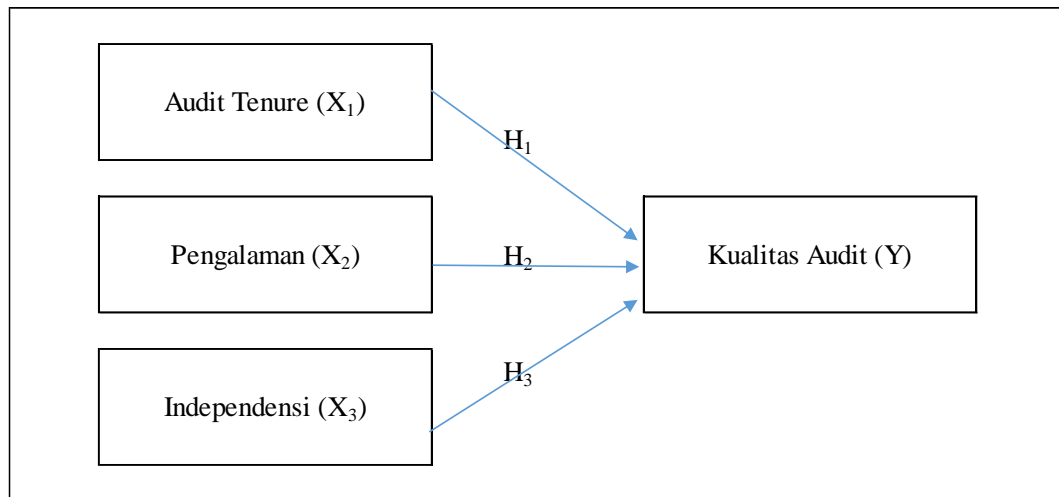 Audit Tenure (X₁)
H₁
Pengalaman (X₂)
H₂
Kualitas Audit (Y)
Independensi (X₃)
H₃